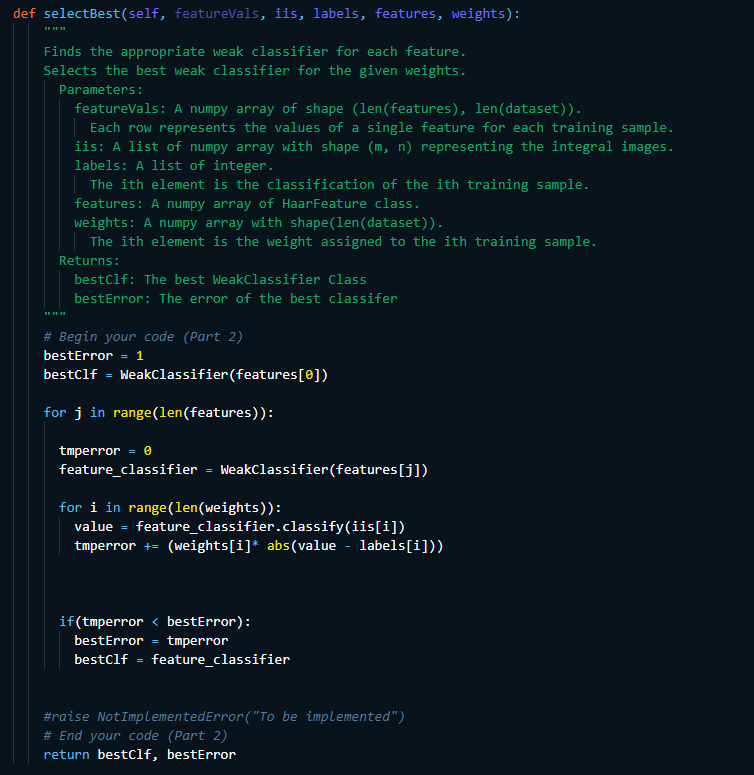 def selectBest(self, featureVals, iis, labels, features, weights):
"""
Finds the appropriate weak classifier for each feature.
Selects the best weak classifier for the given weights.
Parameters:
featureVals: A numpy array of shape (len(features), len(dataset)).
Each row represents the values of a single feature for each training sample.
iis: A list of numpy array with shape (m, n) representing the integral images.
labels: A list of integer.
The ith element is the classification of the ith training sample.
features: A numpy array of HaarFeature class.
weights: A numpy array with shape(len(dataset)).
The ith element is the weight assigned to the ith training sample.
Returns:
bestClf: The best WeakClassifier Class
bestError: The error of the best classifer
"""
# Begin your code (Part 2)
bestError = 1
bestClf = WeakClassifier(features[0])
for j in range(len(features)):
tmperror = 0
feature_classifier = WeakClassifier(features[j])
for i in range(len(weights)):
value = feature_classifier.classify(iis[i])
tmperror += (weights[i]* abs(value - labels[i]))
if(tmperror < bestError):
bestError = tmperror
bestClf = feature_classifier
#raise NotImplementedError("To be implemented")
# End your code (Part 2)
return bestClf, bestError